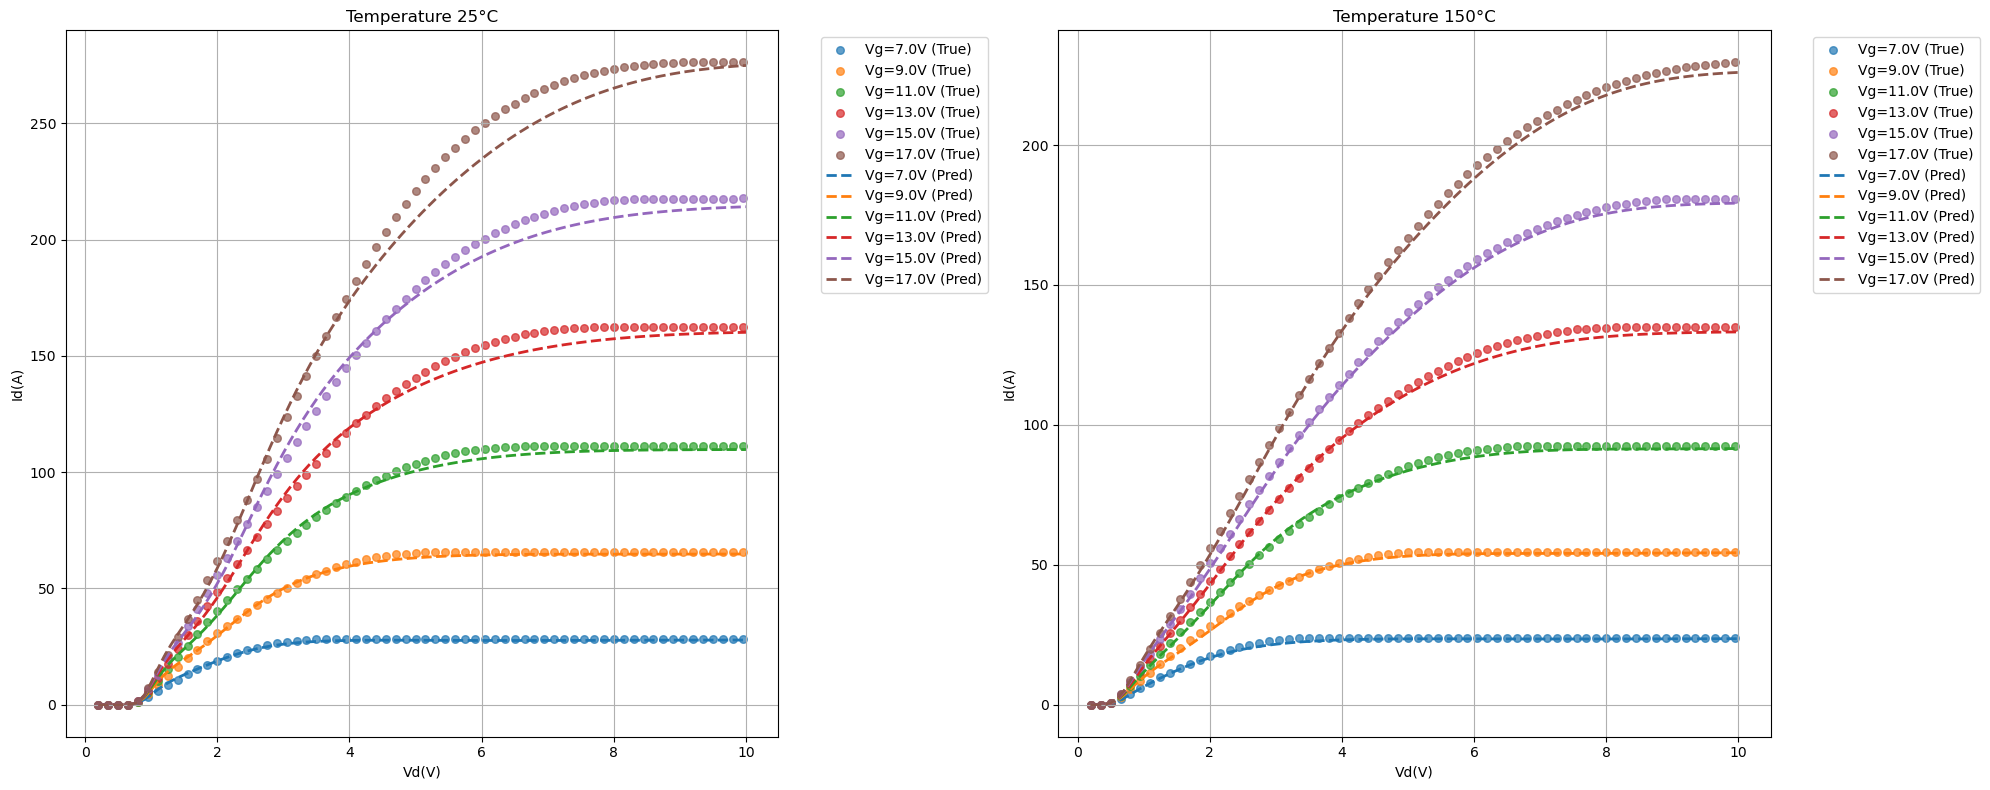 Temperature 25°C
250
200
150
100
50
0
Id(A)
0 2 4 6 8 10
Vd(V)
Vg=7.0V (True)
Vg=9.0V (True)
Vg=11.0V (True)
Vg=13.0V (True)
Vg=15.0V (True)
Vg=17.0V (True)
Vg=7.0V (Pred)
Vg=9.0V (Pred)
Vg=11.0V (Pred)
Vg=13.0V (Pred)
Vg=15.0V (Pred)
Vg=17.0V (Pred)
Temperature 150°C
200
150
100
50
0
Id(A)
0 2 4 6 8 10
Vd(V)
Vg=7.0V (True)
Vg=9.0V (True)
Vg=11.0V (True)
Vg=13.0V (True)
Vg=15.0V (True)
Vg=17.0V (True)
Vg=7.0V (Pred)
Vg=9.0V (Pred)
Vg=11.0V (Pred)
Vg=13.0V (Pred)
Vg=15.0V (Pred)
Vg=17.0V (Pred)